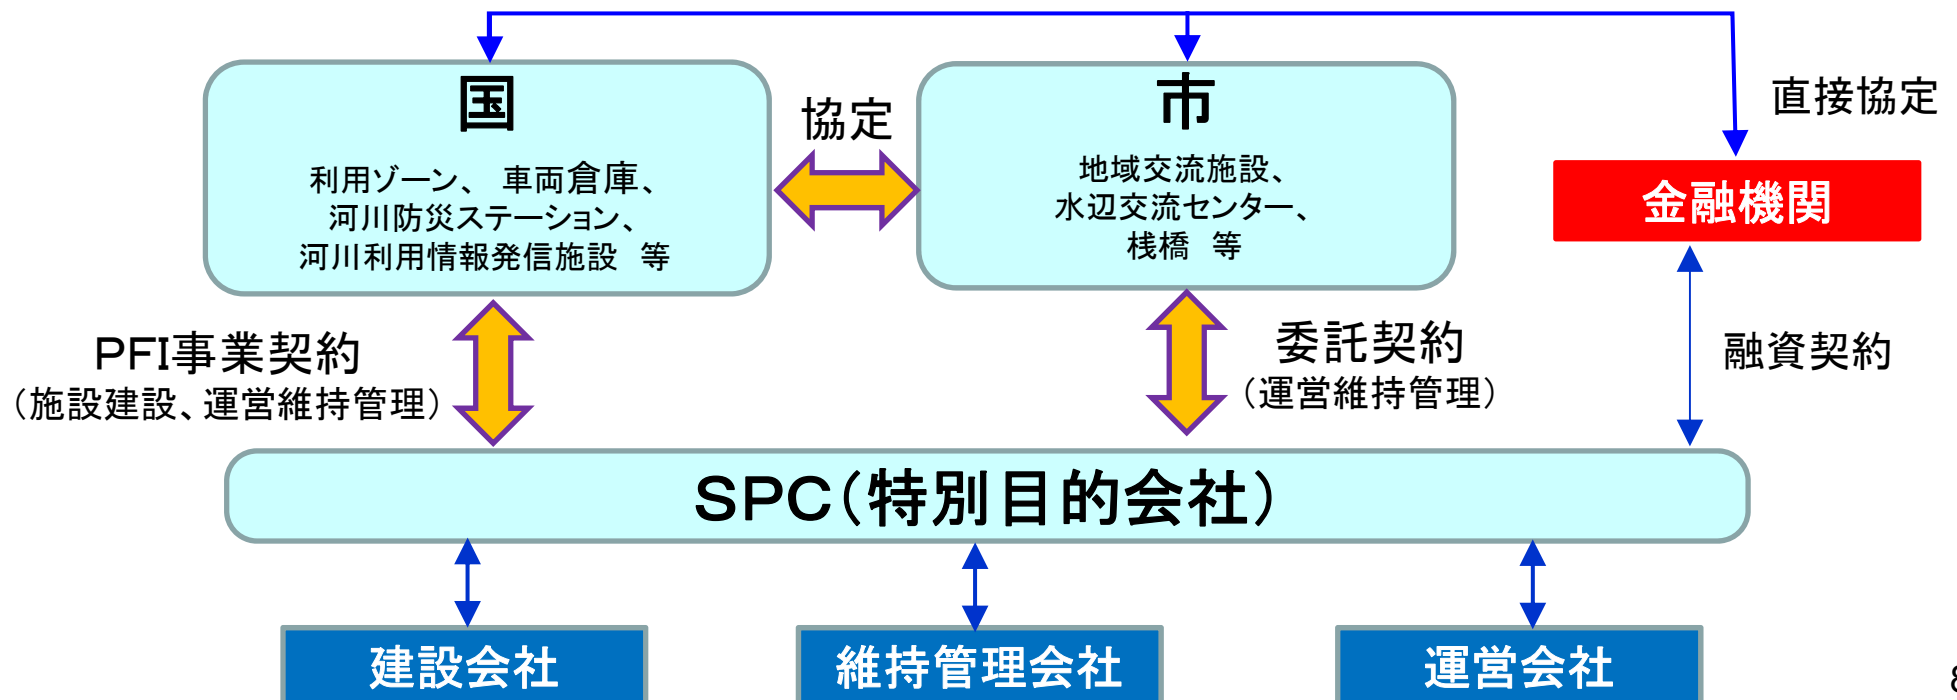 国
利用ゾーン、 車両倉庫、
河川防災ステーション、
河川利用情報発信施設 等
協定
市
地域交流施設、
水辺交流センター、
桟橋 等
直接協定
金融機関
PFI事業契約
（施設建設、運営維持管理）
委託契約
（運営維持管理）
融資契約
SPC（特別目的会社）
建設会社
維持管理会社
運営会社